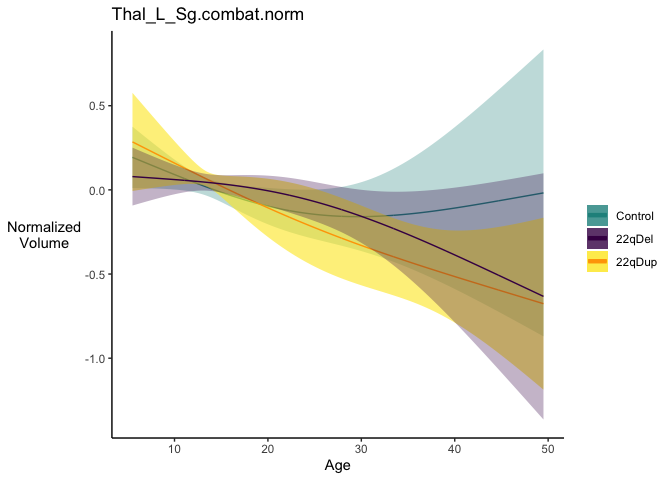 Thal_L_Sg.combat.norm
0.5
0.0
-0.5
-1.0
Normalized
Volume
10 20 30 40 50
Age
Control
22qDel
22qDup